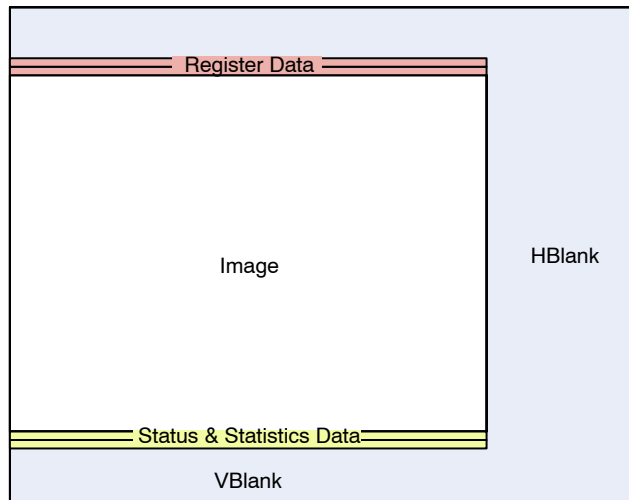 Register Data
Image
HBlank
Status & Statistics Data
VBlank